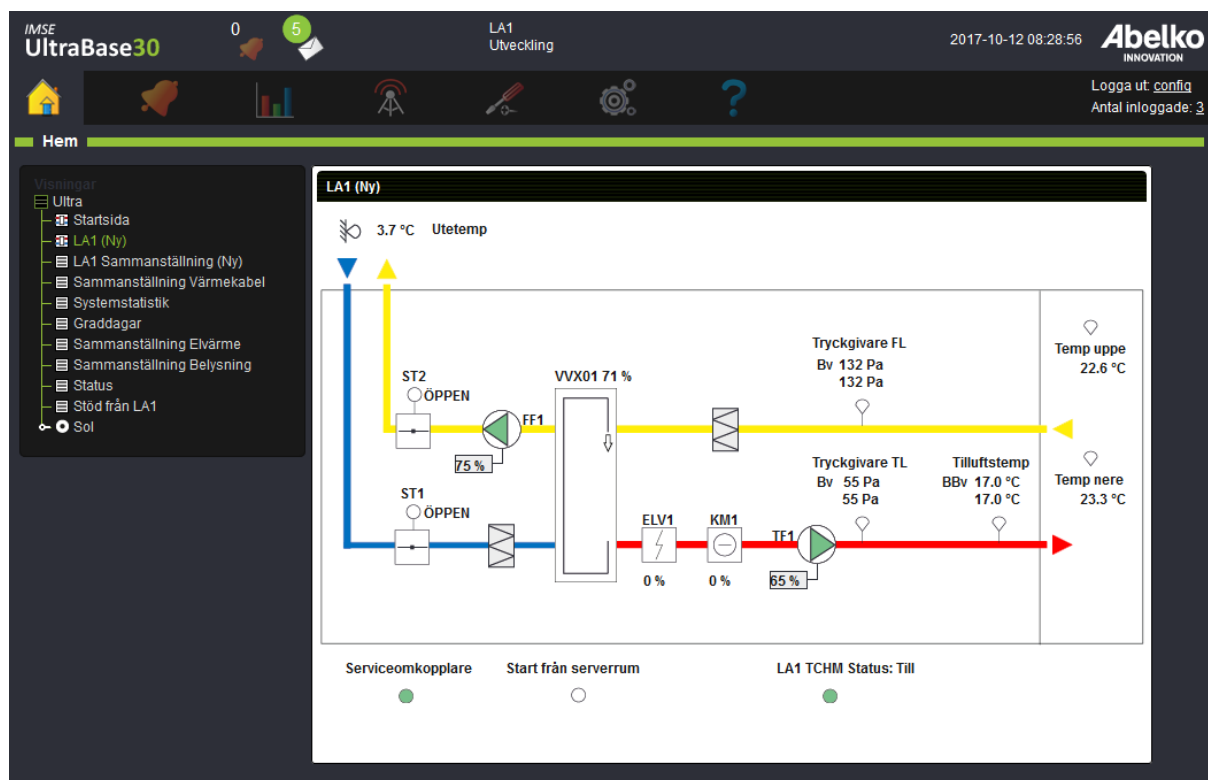 IMSE
UltraBase30
0
5
LA1
Utveckling
2017-10-12 08:28:56
Abelko
INNOVATION
Logga ut: config
Antal inloggade: 3
Hem
Visningar
Ultra
Startsida
LA1 (Ny)
LA1 Sammanställning (Ny)
Sammanställning Värmekabel
Systemstatistik
Graddagar
Sammanställning Elvärme
Sammanställning Belysning
Status
Stöd från LA1
Sol
LA1 (Ny)
3.7 °C Utetemp
Tryckgivare FL
Bv 132 Pa
132 Pa
Temp uppe
22.6 °C
ST2
ÖPPEN
VVX01 71 %
FF1
75 %
Tryckgivare TL
Bv 55 Pa
55 Pa
Tilluftstemp
BBv 17.0 °C
17.0 °C
Temp nere
23.3 °C
ST1
ÖPPEN
ELV1
0 %
KM1
0 %
TF1
65 %
Serviceomkopplare
Start från serverrum
LA1 TCHM Status: Till